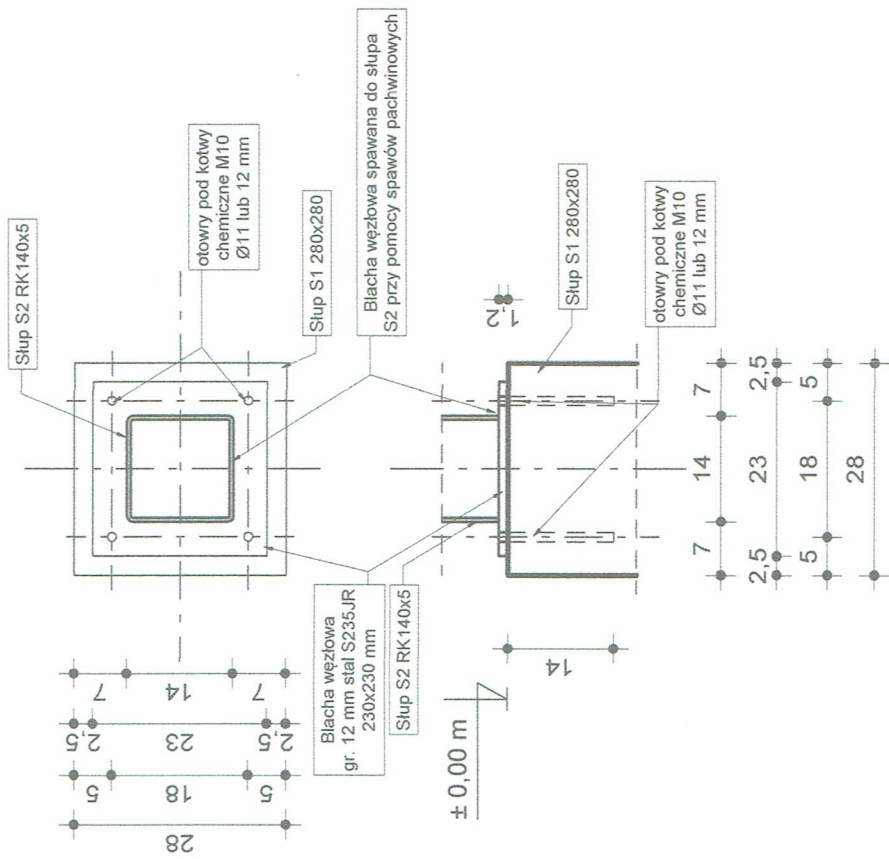 Słup S2 RK140x5
otowry pod kotwy
chemiczne M10
Ø11 lub 12 mm
Słup S1 280x280
Blacha węzłowa spawana do słupa
S2 przy pomocy spawów pachwinowych
7
14
7
2,5
23
2,5
5
18
5
28
Blacha węzłowa
gr. 12 mm stal S235JR
230x230 mm
Słup S2 RK140x5
1,2
Słup S1 280x280
otowry pod kotwy
chemiczne M10
Ø11 lub 12 mm
± 0,00 m
14
7
14
7
2,5
23
2,5
5
18
5
28